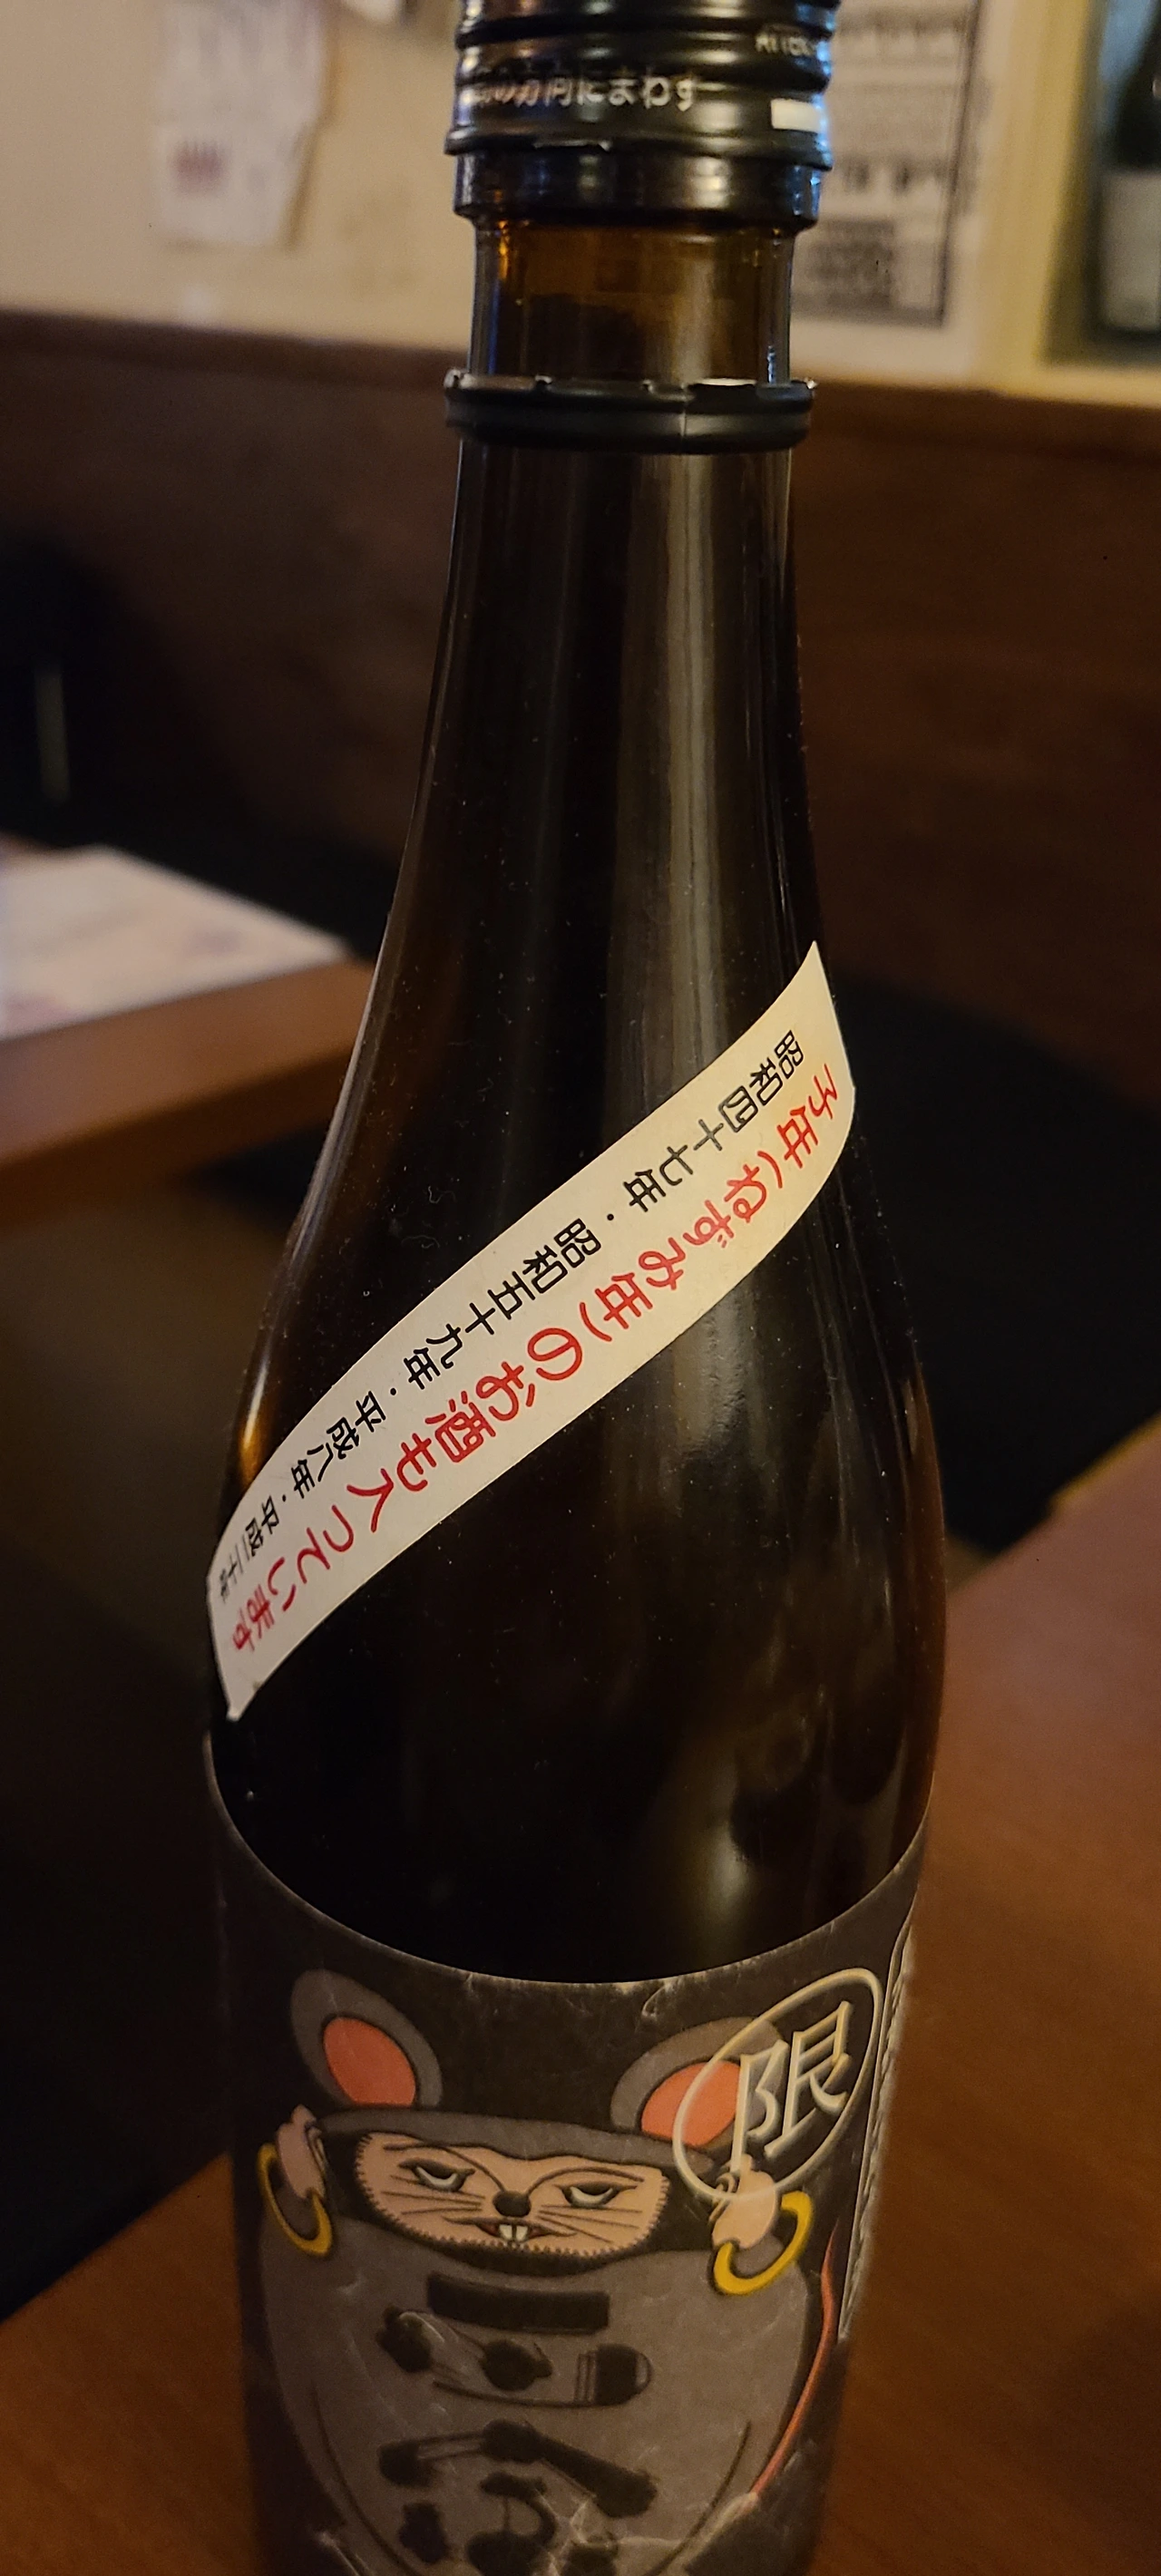 の方向にまわす
子年(ねずみ年)のお酒も入っています
昭和四十七年・昭和五十九年・平成八年・平成二十年
限